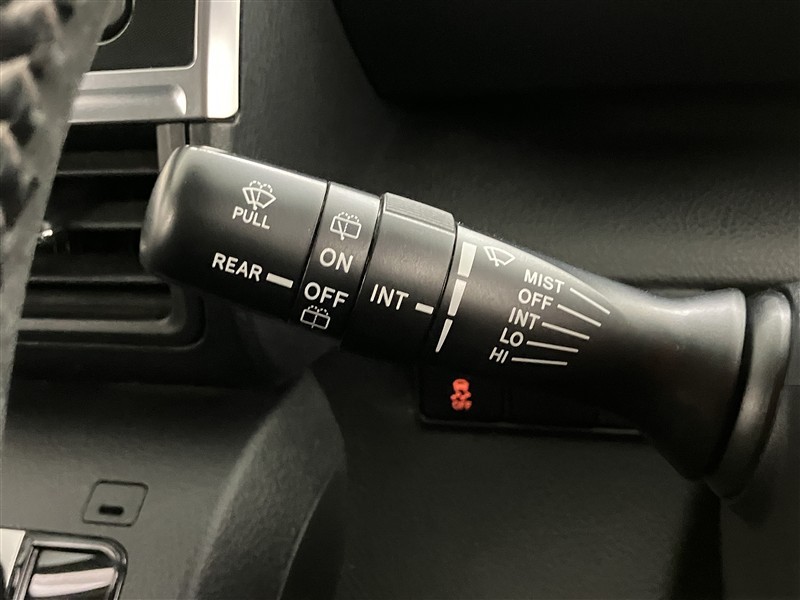 PULL
REAR
ON
OFF
INT
MIST
OFF
INT
LO
HI